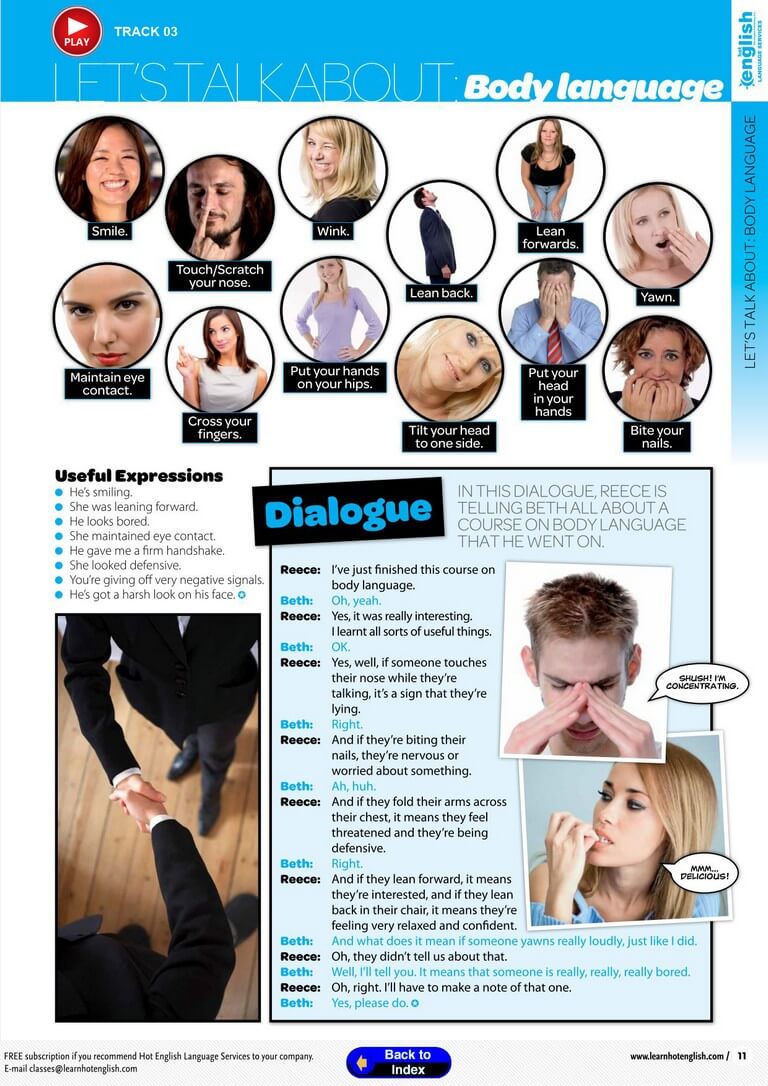 PLAY
TRACK 03
LET'S TALK ABOUT: Body language
hot
english
LANGUAGE SERVICES
LET'S TALK ABOUT: BODY LANGUAGE
Smile.
Touch/Scratch
your nose.
Wink.
Lean back.
Lean
forwards.
Yawn.
Maintain eye
contact.
Cross your
fingers.
Put your hands
on your hips.
Tilt your head
to one side.
Put your
head
in your
hands
Bite your
nails.
Useful Expressions
He's smiling.
She was leaning forward.
He looks bored.
She maintained eye contact.
He gave me a firm handshake.
She looked defensive.
You're giving off very negative signals.
He's got a harsh look on his face.
Dialogue
IN THIS DIALOGUE, REECE IS
TELLING BETH ALL ABOUT A
COURSE ON BODY LANGUAGE
THAT HE WENT ON.
Reece: I've just finished this course on
body language.
Beth: Oh, yeah.
Reece: Yes, it was really interesting.
I learnt all sorts of useful things.
Beth: OK.
Reece: Yes, well, if someone touches
their nose while they're
talking, it's a sign that they're
lying.
Beth: Right.
Reece: And if they're biting their
nails, they're nervous or
worried about something.
Beth: Ah, huh.
Reece: And if they fold their arms across
their chest, it means they feel
threatened and they're being
defensive.
Beth: Right.
Reece: And if they lean forward, it means
they're interested, and if they lean
back in their chair, it means they're
feeling very relaxed and confident.
Beth: And what does it mean if someone yawns really loudly, just like I did.
Reece: Oh, they didn't tell us about that.
Beth: Well, I'll tell you. It means that someone is really, really, really bored.
Reece: Oh, right. I'll have to make a note of that one.
Beth: Yes, please do.
SHUSH! I'M
CONCENTRATING.
MMM...
DELICIOUS!
FREE subscription if you recommend Hot English Language Services to your company.
E-mail classes@learnhotenglish.com
Back to
Index
www.learnhotenglish.com / 11